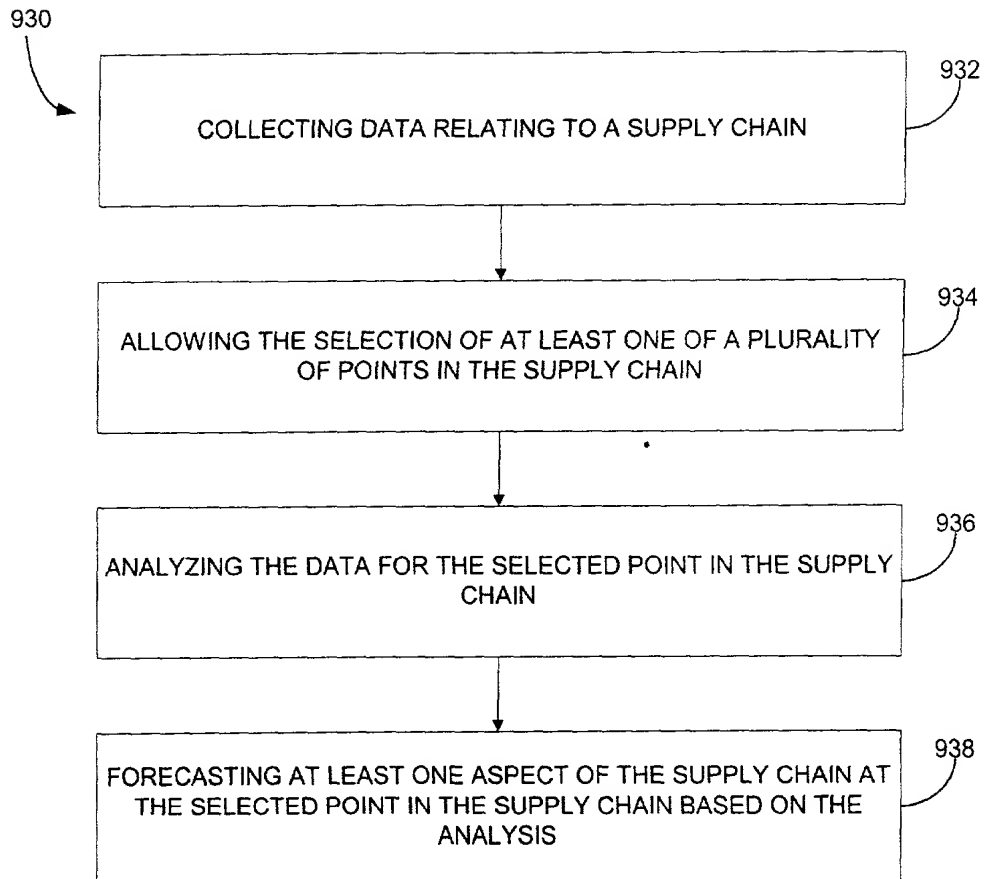 930
932
COLLECTING DATA RELATING TO A SUPPLY CHAIN
934
ALLOWING THE SELECTION OF AT LEAST ONE OF A PLURALITY
OF POINTS IN THE SUPPLY CHAIN
936
ANALYZING THE DATA FOR THE SELECTED POINT IN THE SUPPLY
CHAIN
938
FORECASTING AT LEAST ONE ASPECT OF THE SUPPLY CHAIN AT
THE SELECTED POINT IN THE SUPPLY CHAIN BASED ON THE
ANALYSIS